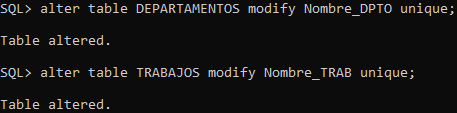 SQL> alter table DEPARTAMENTOS modify Nombre_DPTO unique;
Table altered.
SQL> alter table TRABAJOS modify Nombre_TRAB unique;
Table altered.